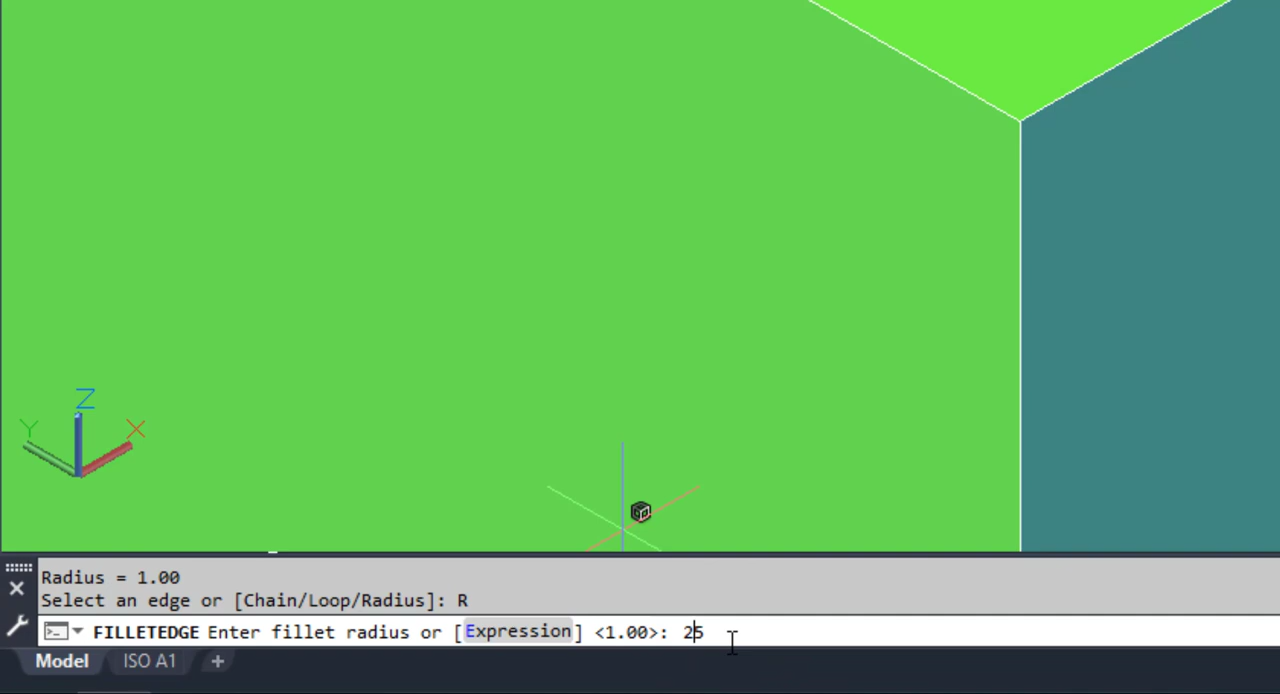 Z
Y
X
Radius = 1.00
Select an edge or [Chain/Loop/Radius]: R
FILLETEDGE Enter fillet radius or [Expression] <1.00>: 25
Model ISO A1 +